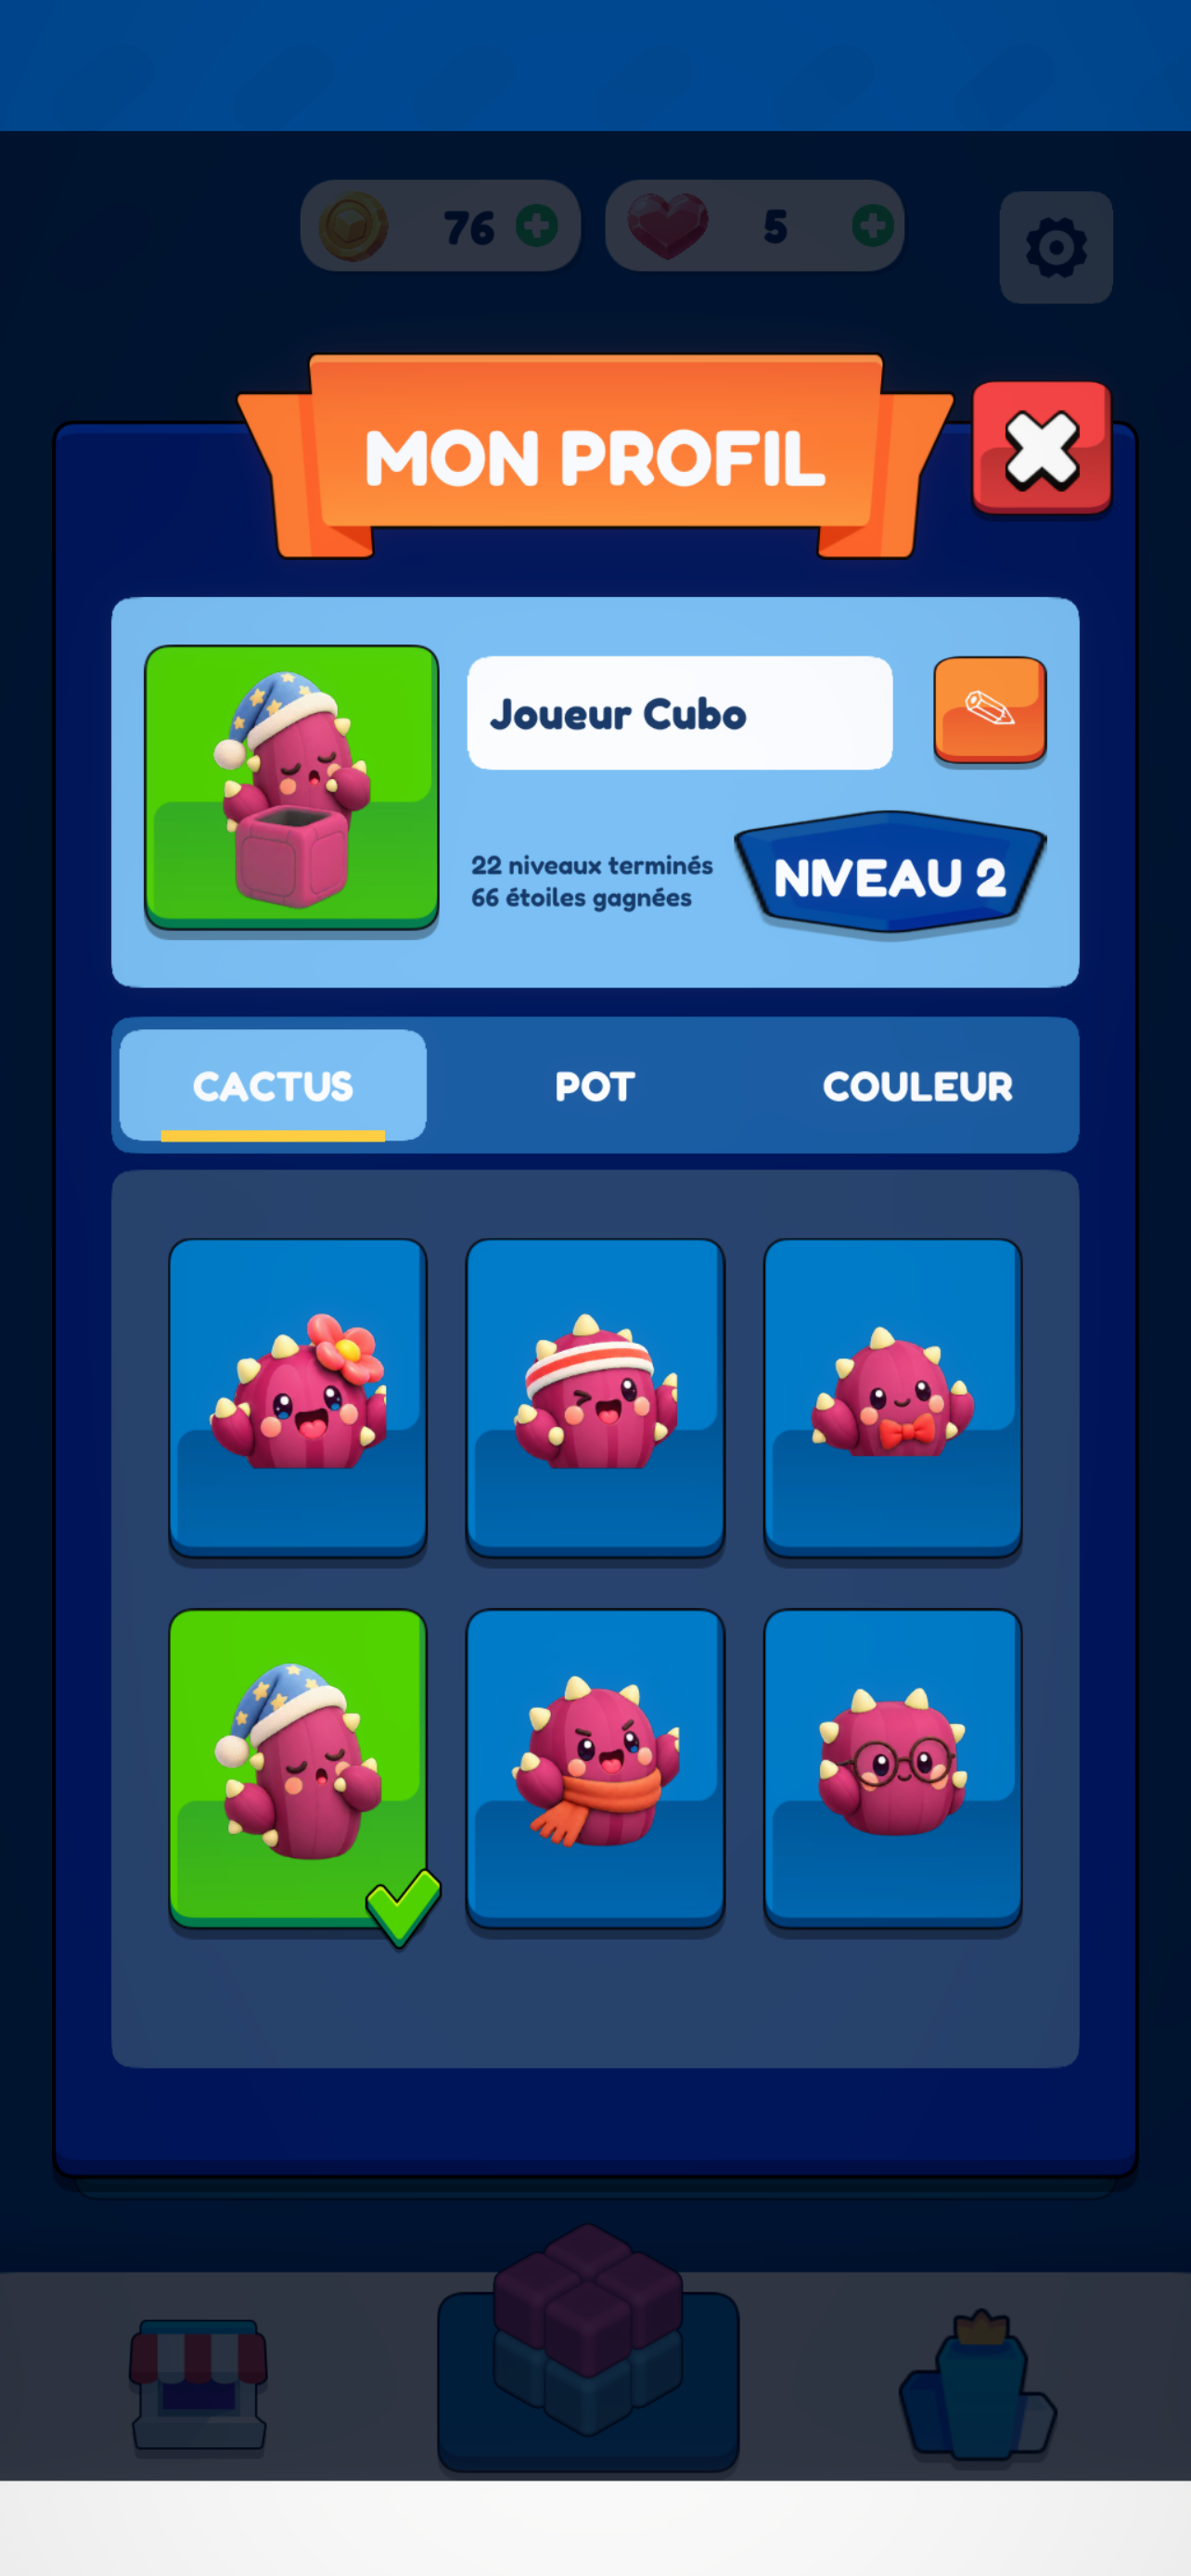 76
5
MON PROFIL
Joueur Cubo
22 niveaux terminés
66 étoiles gagnées
NIVEAU 2
CACTUS
POT
COULEUR